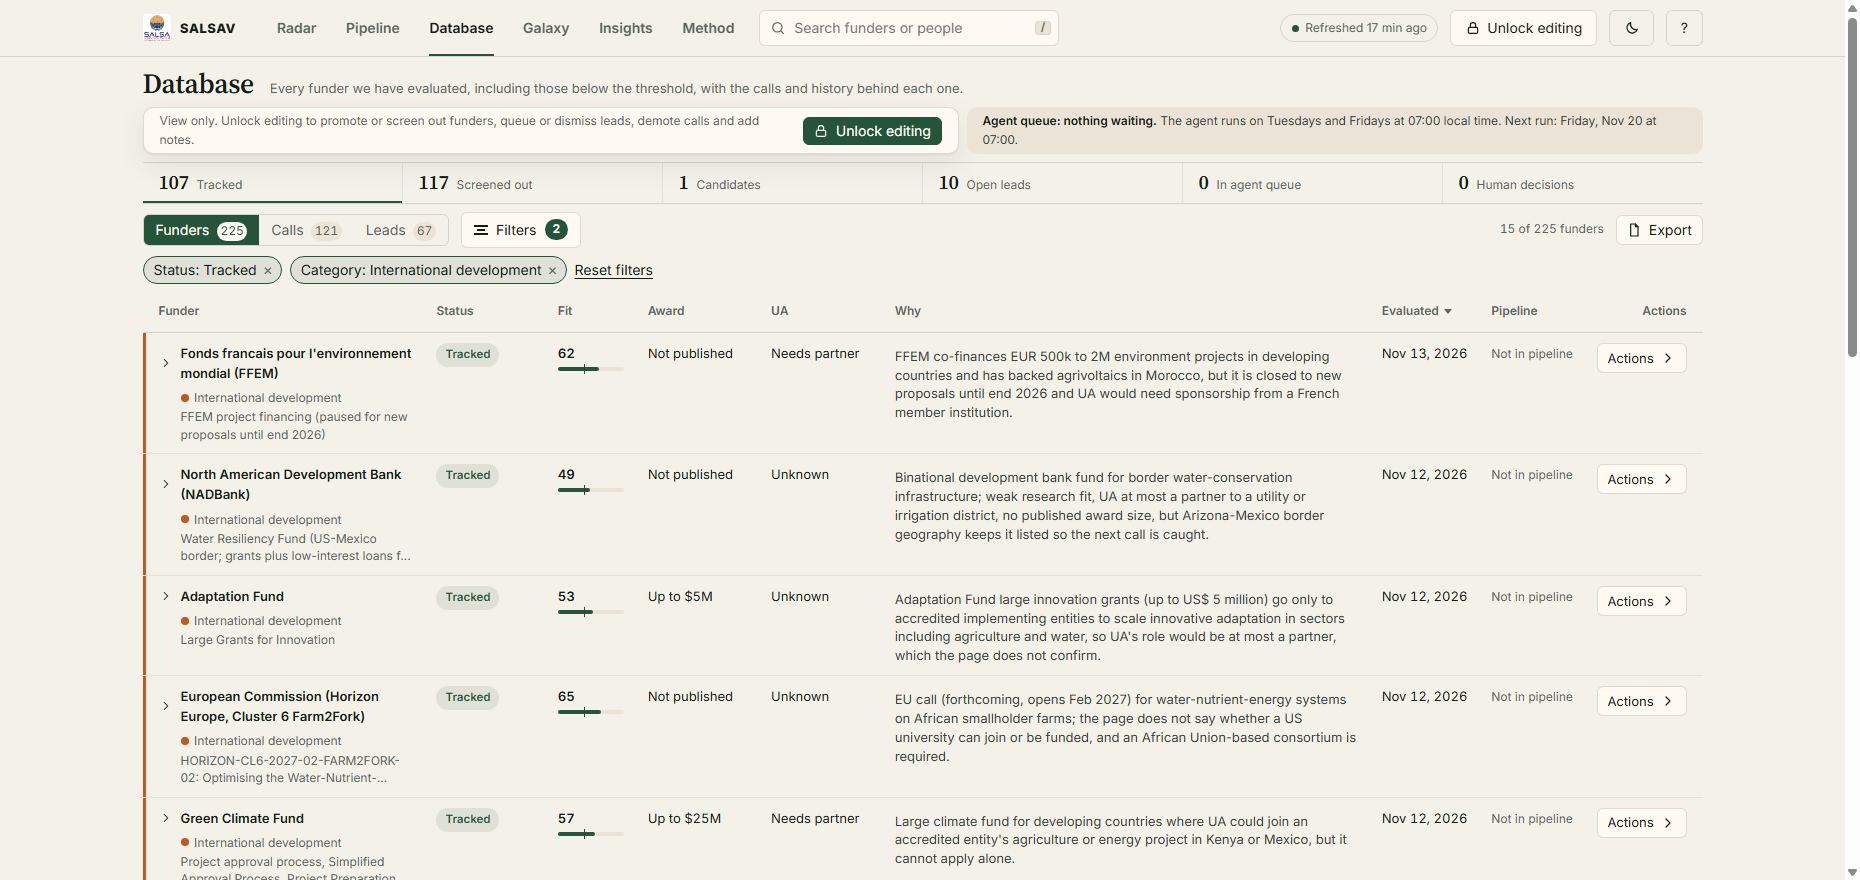 SALSA
SALSAV
Radar
Pipeline
Database
Galaxy
Insights
Method
Search funders or people
/
Refreshed 17 min ago
Unlock editing
?
Database
Every funder we have evaluated, including those below the threshold, with the calls and history behind each one.
View only. Unlock editing to promote or screen out funders, queue or dismiss leads, demote calls and add
notes.
Unlock editing
Agent queue: nothing waiting. The agent runs on Tuesdays and Fridays at 07:00 local time. Next run: Friday, Nov 20 at
07:00.
107 Tracked
117 Screened out
1 Candidates
10 Open leads
0 In agent queue
0 Human decisions
Funders 225
Calls 121
Leads 67
Filters 2
15 of 225 funders
Export
Status: Tracked ×
Category: International development ×
Reset filters
Funder
Status
Fit
Award
UA
Why
Evaluated
Pipeline
Actions
Fonds francais pour l'environnement
mondial (FFEM)
International development
FFEM project financing (paused for new
proposals until end 2026)
Tracked
62
Not published
Needs partner
FFEM co-finances EUR 500k to 2M environment projects in developing
countries and has backed agrivoltaics in Morocco, but it is closed to new
proposals until end 2026 and UA would need sponsorship from a French
member institution.
Nov 13, 2026
Not in pipeline
Actions
North American Development Bank
(NADBank)
International development
Water Resiliency Fund (US-Mexico
border; grants plus low-interest loans f...
Tracked
49
Not published
Unknown
Binational development bank fund for border water-conservation
infrastructure; weak research fit, UA at most a partner to a utility or
irrigation district, no published award size, but Arizona-Mexico border
geography keeps it listed so the next call is caught.
Nov 12, 2026
Not in pipeline
Actions
Adaptation Fund
International development
Large Grants for Innovation
Tracked
53
Up to $5M
Unknown
Adaptation Fund large innovation grants (up to US$ 5 million) go only to
accredited implementing entities to scale innovative adaptation in sectors
including agriculture and water, so UA's role would be at most a partner,
which the page does not confirm.
Nov 12, 2026
Not in pipeline
Actions
European Commission (Horizon
Europe, Cluster 6 Farm2Fork)
International development
HORIZON-CL6-2027-02-FARM2FORK-
02: Optimising the Water-Nutrient-...
Tracked
65
Not published
Unknown
EU call (forthcoming, opens Feb 2027) for water-nutrient-energy systems
on African smallholder farms; the page does not say whether a US
university can join or be funded, and an African Union-based consortium is
required.
Nov 12, 2026
Not in pipeline
Actions
Green Climate Fund
International development
Project approval process, Simplified
Approval Process, Project Preparation
Tracked
57
Up to $25M
Needs partner
Large climate fund for developing countries where UA could join an
accredited entity's agriculture or energy project in Kenya or Mexico, but it
cannot apply alone.
Nov 12, 2026
Not in pipeline
Actions